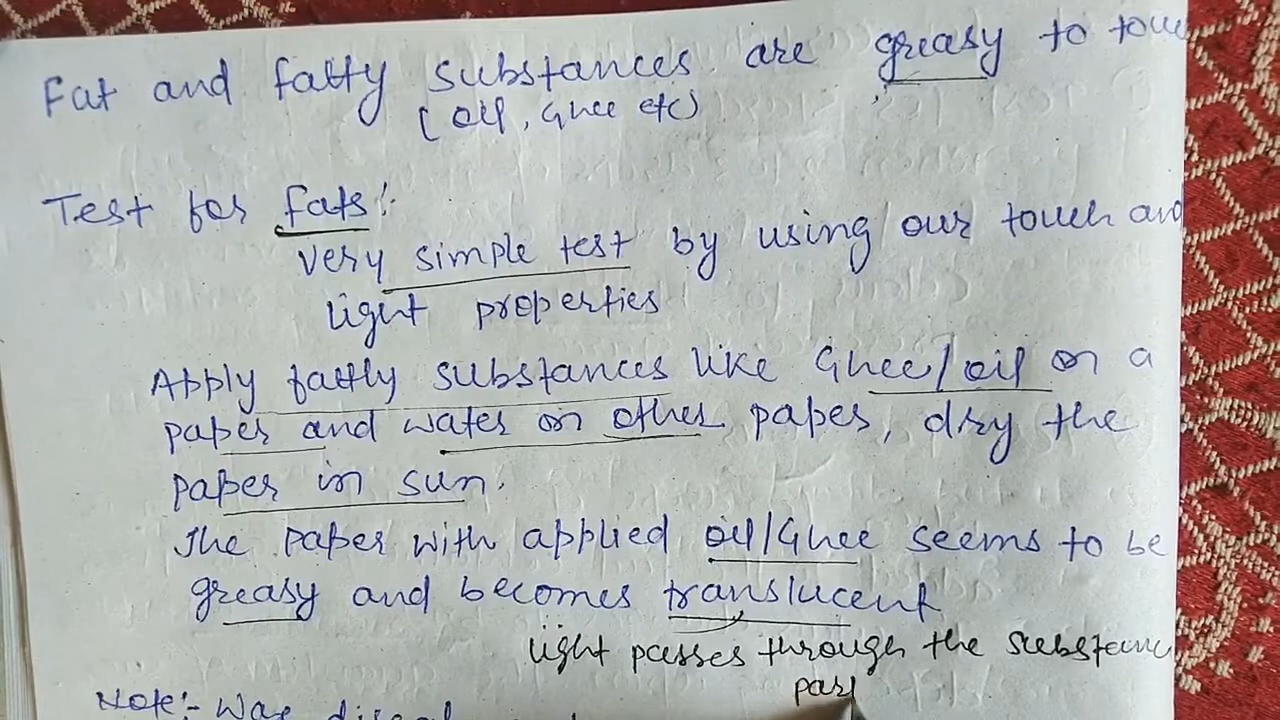 Fat and fatty substances are greasy to touc
(oil, Ghee etc)
Test for fats:
very simple test by using our touch and
light properties
Apply fattly substances like Ghee/oil on a
paper and water on other paper, dry the
paper in sun.
The paper with applied oil/Ghee seems to be
greasy and becomes translucent
light passes through the substanc
Note:-